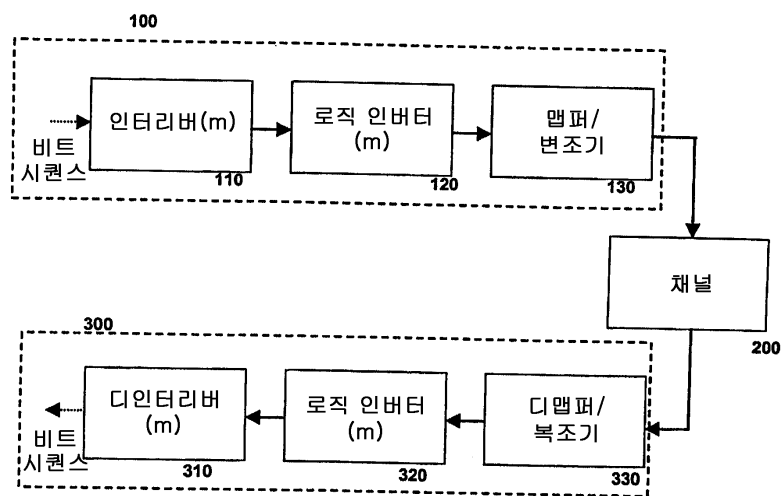 100
비트
시퀀스
인터리버(m)
110
로직 인버터
(m)
120
맵퍼/
변조기
130
채널
200
300
비트
시퀀스
디인터리버
(m)
310
로직 인버터
(m)
320
디맵퍼/
복조기
330